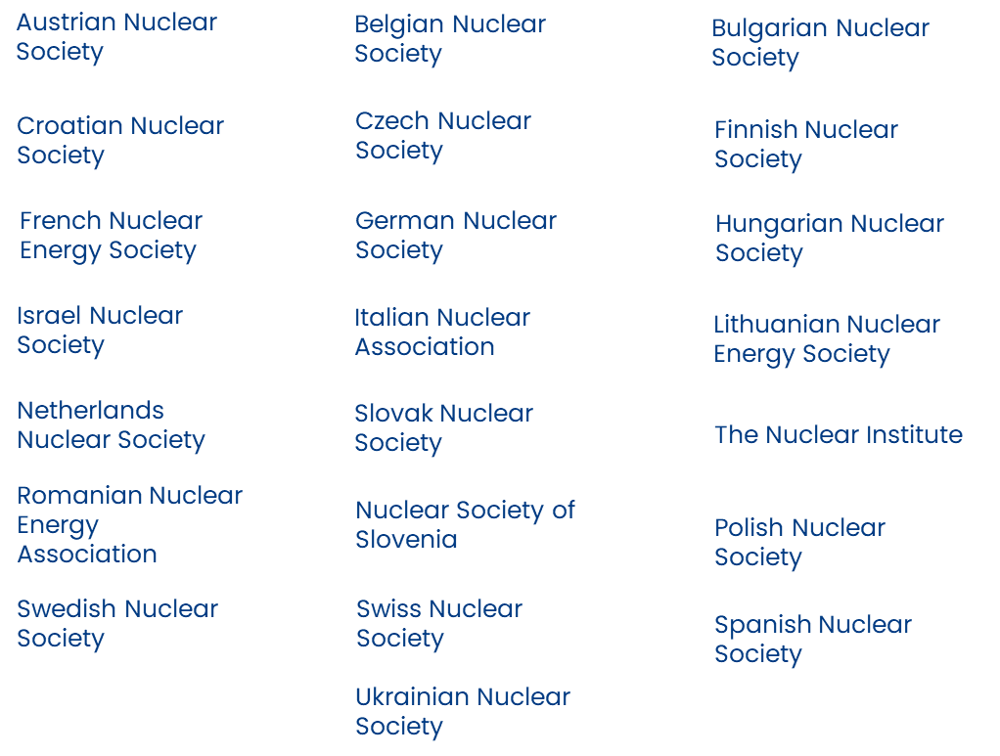 Austrian Nuclear
Society
Belgian Nuclear
Society
Bulgarian Nuclear
Society
Croatian Nuclear
Society
Czech Nuclear
Society
Finnish Nuclear
Society
French Nuclear
Energy Society
German Nuclear
Society
Hungarian Nuclear
Society
Israel Nuclear
Society
Italian Nuclear
Association
Lithuanian Nuclear
Energy Society
Netherlands
Nuclear Society
Slovak Nuclear
Society
The Nuclear Institute
Romanian Nuclear
Energy
Association
Nuclear Society of
Slovenia
Polish Nuclear
Society
Swedish Nuclear
Society
Swiss Nuclear
Society
Spanish Nuclear
Society
Ukrainian Nuclear
Society